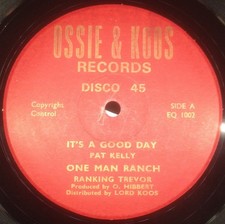 OSSIE & KOOS
RECORDS
DISCO 45
Copyright
Control
SIDE A
EQ 1003
IT'S A GOOD DAY
PAT KELLY
ONE MAN RANCH
RANKING TREVOR
Produced by O. HIBBERT
Distributed by LORD KOOS